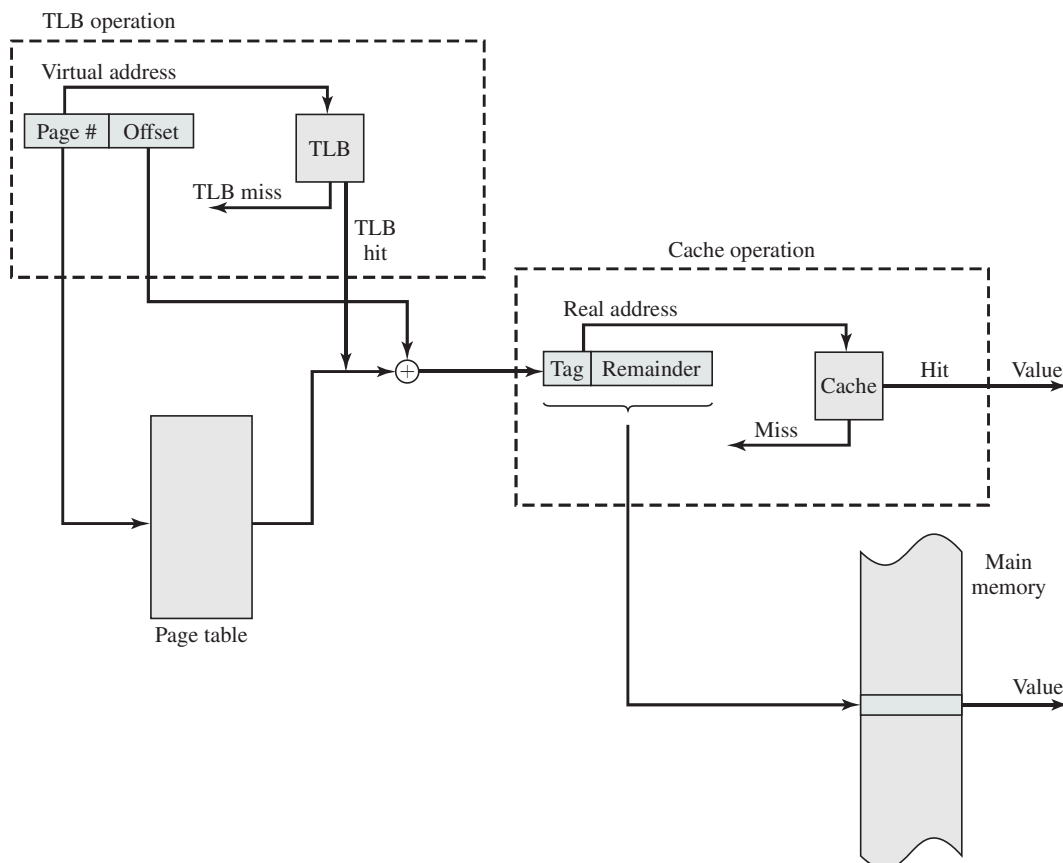 TLB operation
Virtual address
Page # Offset
TLB
TLB miss
TLB
hit
Cache operation
Real address
Tag Remainder
Cache
Hit
Value
Miss
+
Page table
Main
memory
Value